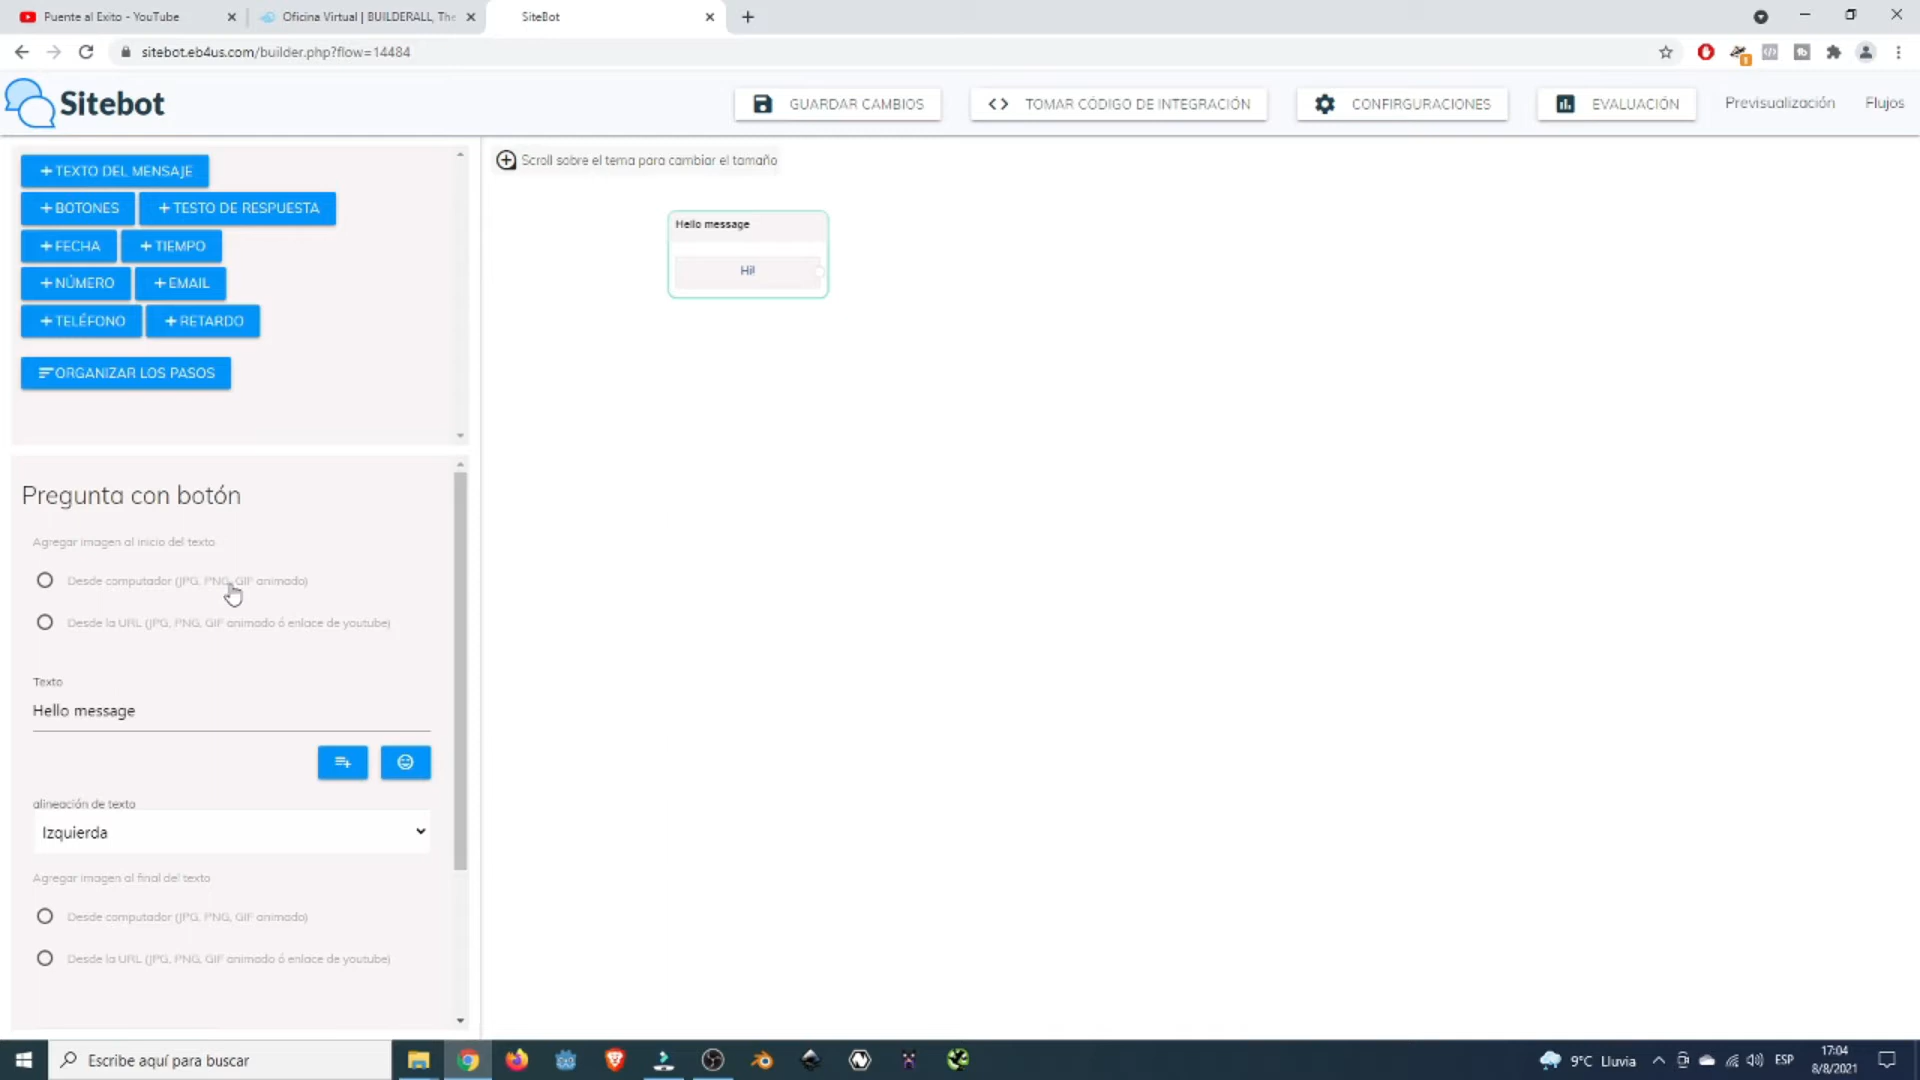 Puente al Exito - YouTube
Oficina Virtual | BUILDERALL, The
SiteBot
sitebot.eb4us.com/builder.php?flow=14484
Sitebot
GUARDAR CAMBIOS
TOMAR CÓDIGO DE INTEGRACIÓN
CONFIRGURACIONES
EVALUACIÓN
Previsualización
Flujos
+ TEXTO DEL MENSAJE
+ BOTONES
+ TESTO DE RESPUESTA
+ FECHA
+ TIEMPO
+ NÚMERO
+ EMAIL
+ TELÉFONO
+ RETARDO
ORGANIZAR LOS PASOS
Scroll sobre el tema para cambiar el tamaño
Hello message
Hi!
Pregunta con botón
Agregar imagen al inicio del texto
Desde computador (JPG, PNG, GIF animado)
Desde la URL (JPG, PNG, GIF animado ó enlace de youtube)
Texto
Hello message
alineación de texto
Izquierda
Agregar imagen al final del texto
Desde computador (JPG, PNG, GIF animado)
Desde la URL (JPG, PNG, GIF animado ó enlace de youtube)
Escribe aquí para buscar
9°C Lluvia
ESP
17:04
8/8/2021